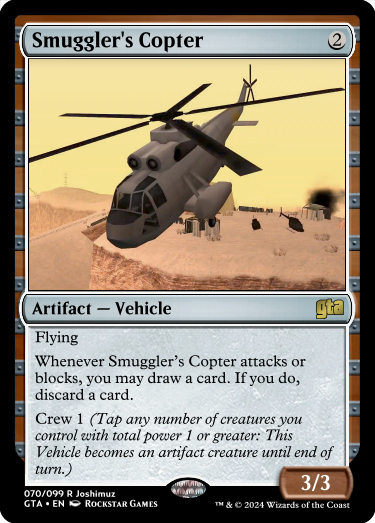 Smuggler's Copter
2
Artifact — Vehicle
gta
Flying
Whenever Smuggler's Copter attacks or
blocks, you may draw a card. If you do,
discard a card.
Crew 1 (Tap any number of creatures you
control with total power 1 or greater: This
Vehicle becomes an artifact creature until end of
turn.)
3/3
070/099 R Joshimuz
GTA • EN Rockstar Games
™ & © 2024 Wizards of the Coast